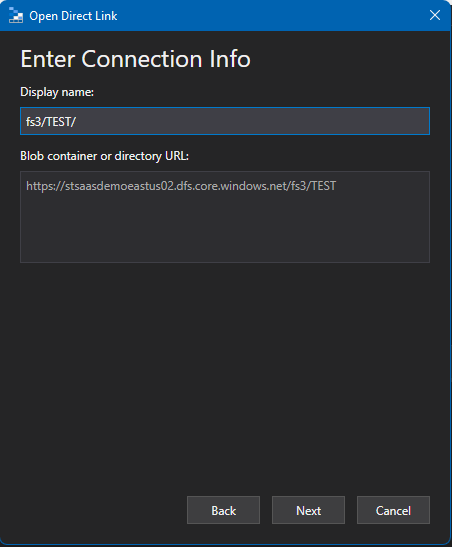 Open Direct Link
Enter Connection Info
Display name:
fs3/TEST/
Blob container or directory URL:
https://stsaasdemoeastus02.dfs.core.windows.net/fs3/TEST
Back
Next
Cancel